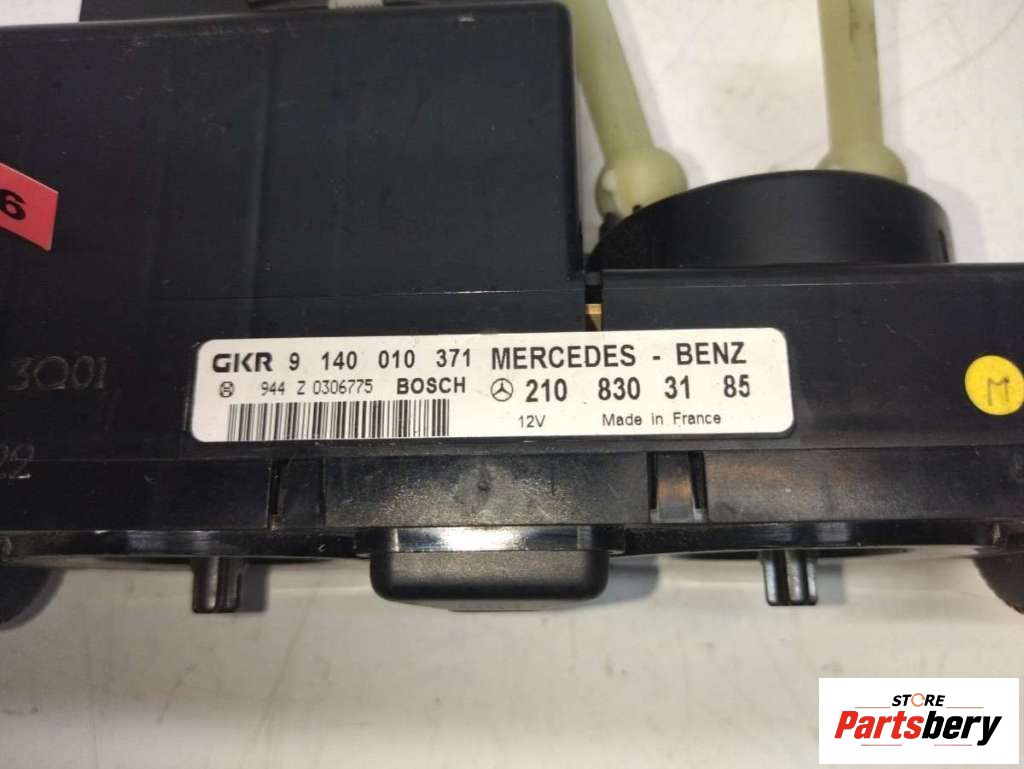 6
3Q01
GKR 9 140 010 371 MERCEDES - BENZ
944 Z 0306775 BOSCH 210 830 31 85
12V Made in France
M
STORE
Partsbery